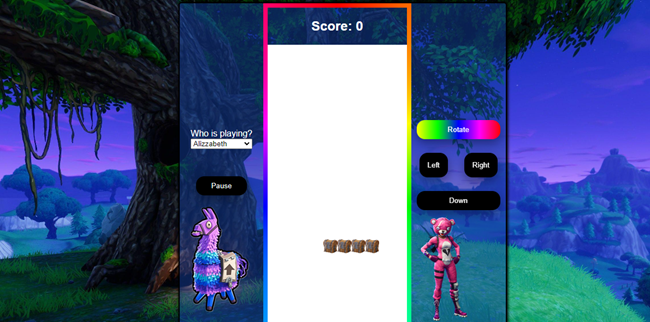 Score: 0
Who is playing?
Alizzabeth
Pause
Rotate
Left
Right
Down